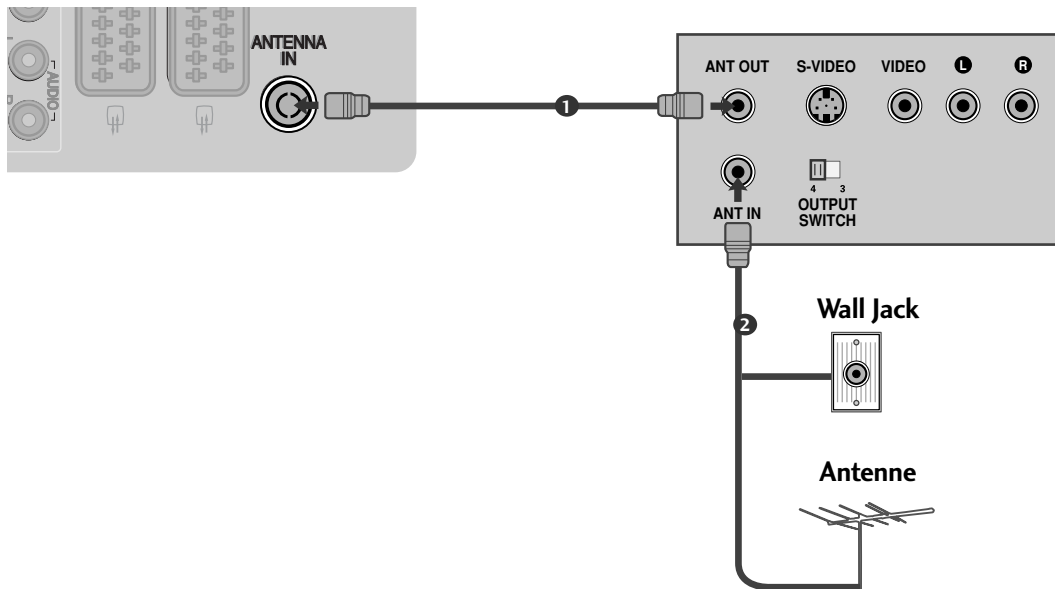 AUDIO
ANTENNA
IN
1
ANT OUT
S-VIDEO
VIDEO
L
R
ANT IN
4
3
OUTPUT
SWITCH
2
Wall Jack
Antenne